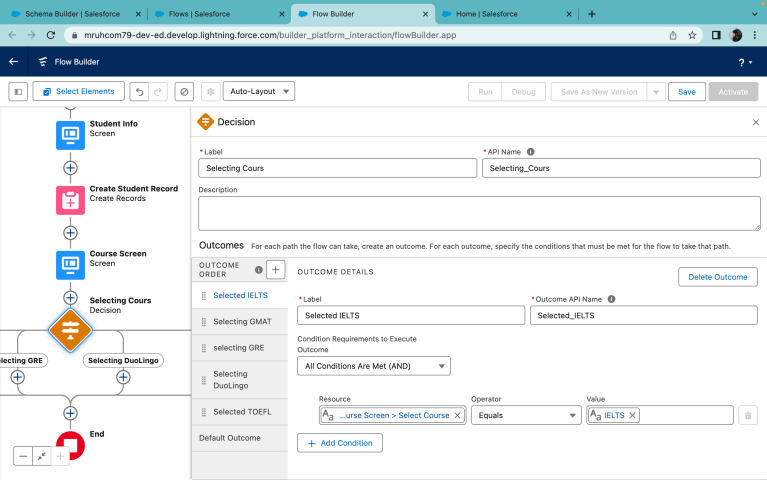 Schema Builder | Salesforce
Flows | Salesforce
Flow Builder
Home | Salesforce
mruhcom79-dev-ed.develop.lightning.force.com/builder_platform_interaction/flowBuilder.app
Flow Builder
?
Select Elements
Auto-Layout
Run
Debug
Save As New Version
Save
Activate
Student Info
Screen
Create Student Record
Create Records
Course Screen
Screen
Selecting Cours
Decision
electing GRE
Selecting DuoLingo
End
Decision
* Label
* API Name
Selecting Cours
Selecting_Cours
Description
Outcomes For each path the flow can take, create an outcome. For each outcome, specify the conditions that must be met for the flow to take that path.
OUTCOME
ORDER
OUTCOME DETAILS
Delete Outcome
Selected IELTS
Selecting GMAT
selecting GRE
Selecting
DuoLingo
Selected TOEFL
Default Outcome
* Label
* Outcome API Name
Selected IELTS
Selected_IELTS
Condition Requirements to Execute
Outcome
All Conditions Are Met (AND)
Resource
Operator
Value
Aa ...urse Screen > Select Course
Equals
Aa IELTS
Add Condition